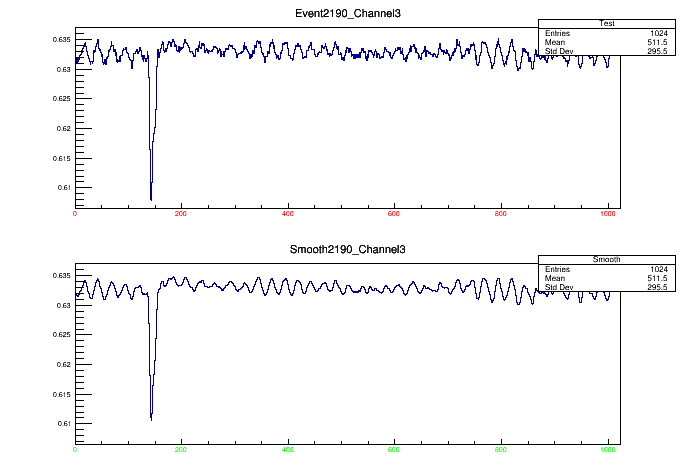 Event2190_Channel3
Test
Entries 1024
Mean 511.5
Std Dev 295.5
0.635
0.63
0.625
0.62
0.615
0.61
0 200 400 600 800 1000
Smooth2190_Channel3
Smooth
Entries 1024
Mean 511.5
Std Dev 295.5
0.635
0.63
0.625
0.62
0.615
0.61
0 200 400 600 800 1000